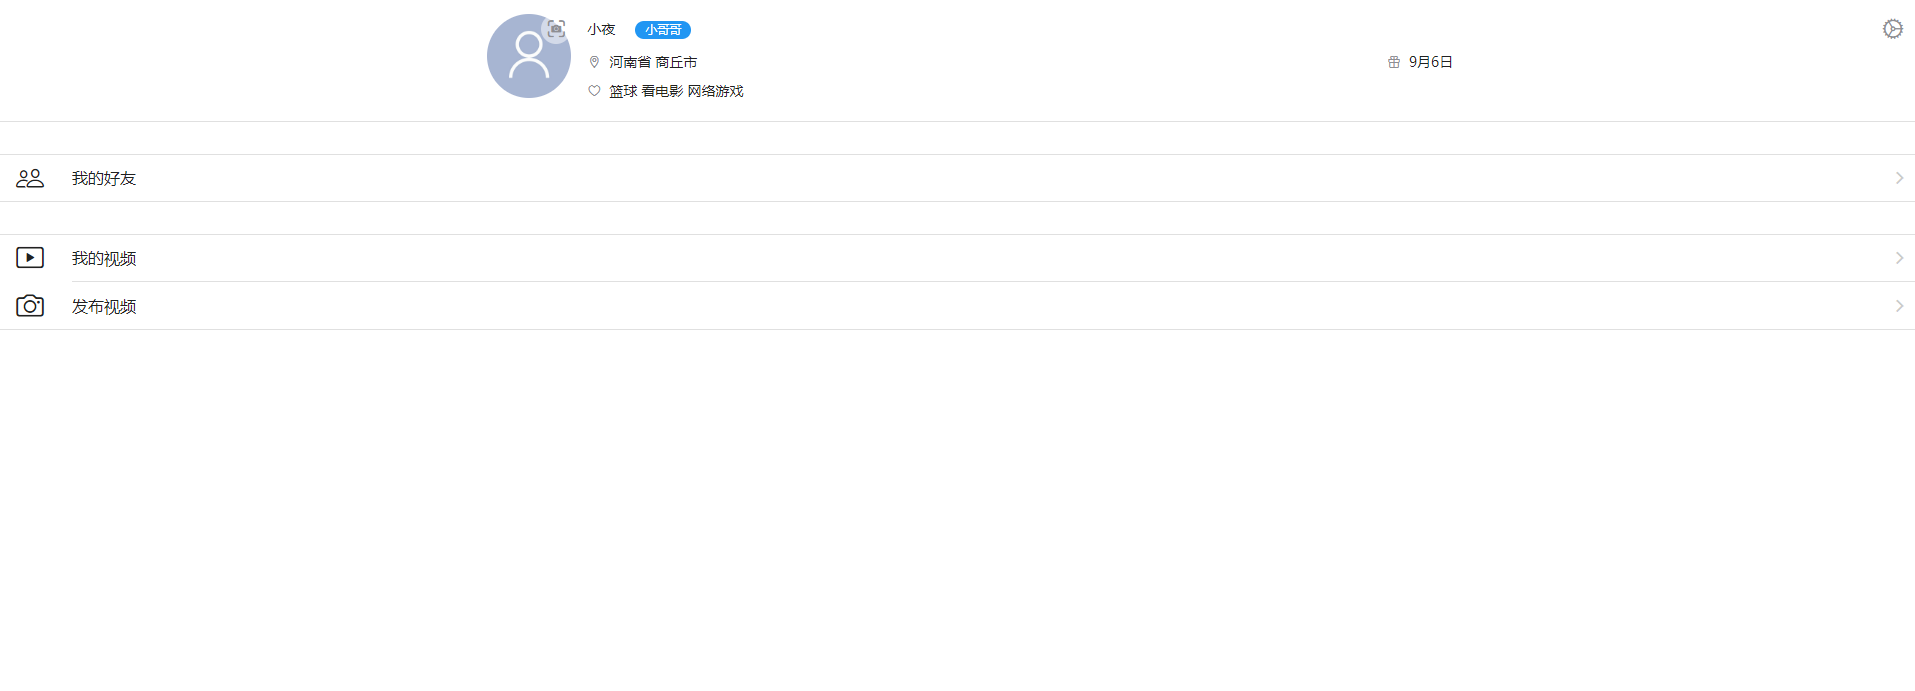 小夜 小哥哥
河南省 商丘市 9月6日
篮球 看电影 网络游戏
我的好友
我的视频
发布视频